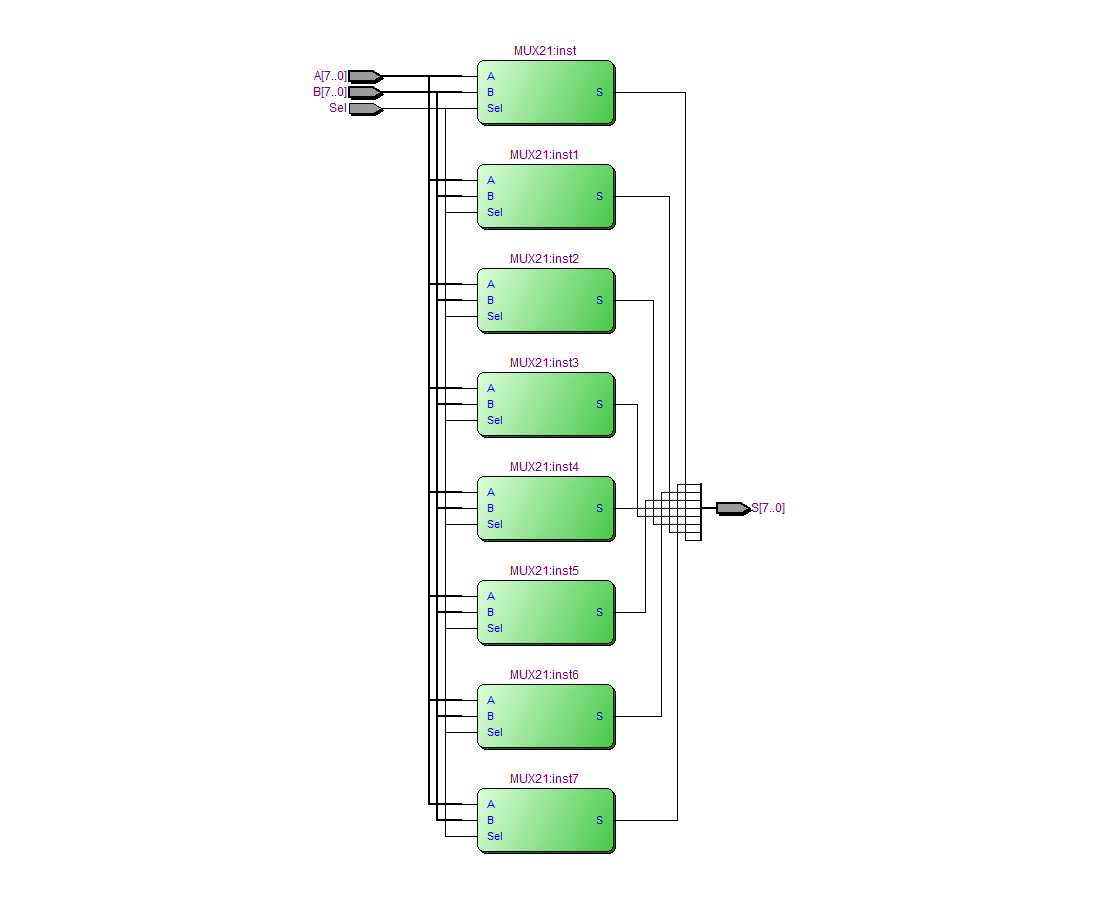 MUX21:inst
A[7..0]
B[7..0]
Sel
A
B
Sel
S
MUX21:inst1
A
B
Sel
S
MUX21:inst2
A
B
Sel
S
MUX21:inst3
A
B
Sel
S
MUX21:inst4
A
B
Sel
S
S[7..0]
MUX21:inst5
A
B
Sel
S
MUX21:inst6
A
B
Sel
S
MUX21:inst7
A
B
Sel
S